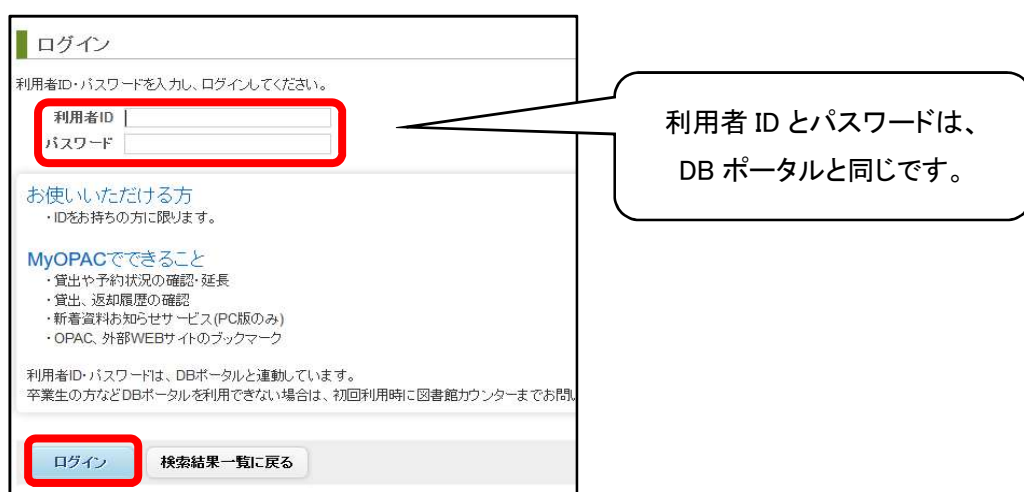 ログイン
利用者ID・パスワードを入力し、ログインしてください。
利用者ID
パスワード
利用者 ID とパスワードは、
DB ポータルと同じです。
お使いいただける方
・IDをお持ちの方に限ります。
MyOPACでできること
・貸出や予約状況の確認・延長
・貸出、返却履歴の確認
・新着資料お知らせサービス(PC版のみ)
・OPAC、外部WEBサイトのブックマーク
利用者ID・パスワードは、DBポータルと連動しています。
卒業生の方などDBポータルを利用できない場合は、初回利用時に図書館カウンターまでお問い
ログイン
検索結果一覧に戻る